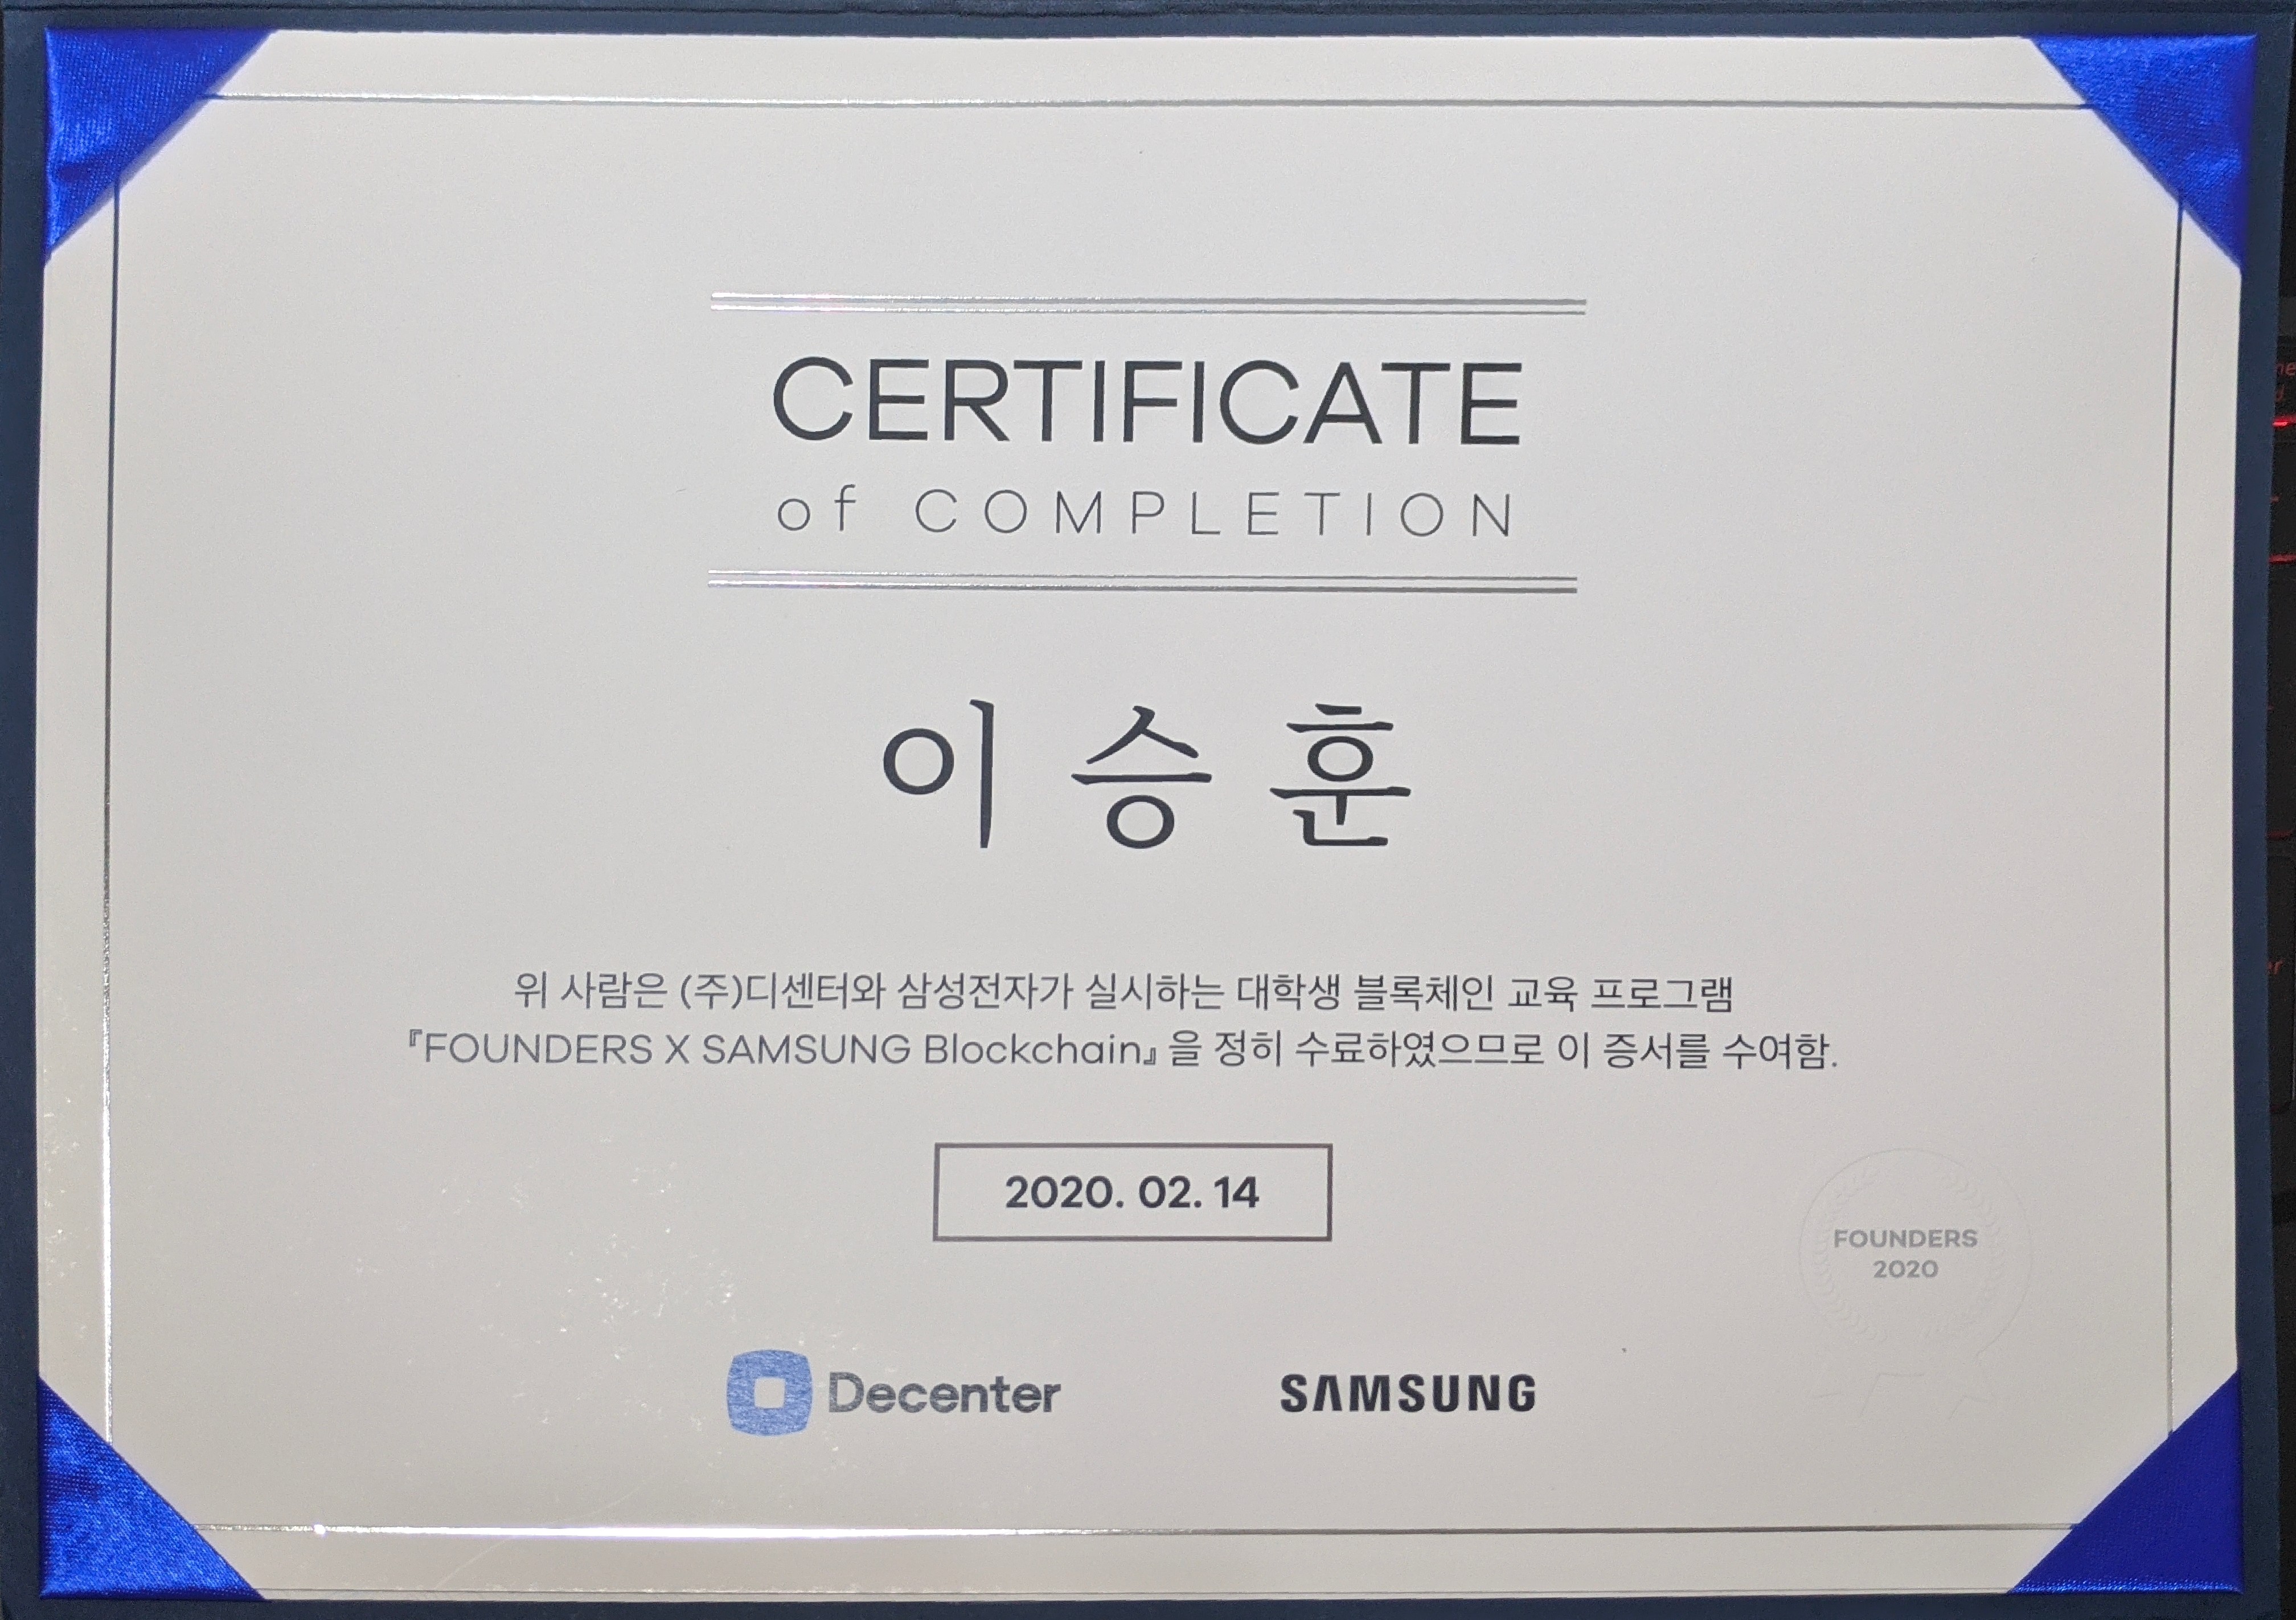 CERTIFICATE
of COMPLETION
이 승 훈
위 사람은 (주)디센터와 삼성전자가 실시하는 대학생 블록체인 교육 프로그램
『FOUNDERS X SAMSUNG Blockchain』 을 정히 수료하였으므로 이 증서를 수여함.
2020. 02. 14
FOUNDERS
2020
Decenter
SAMSUNG